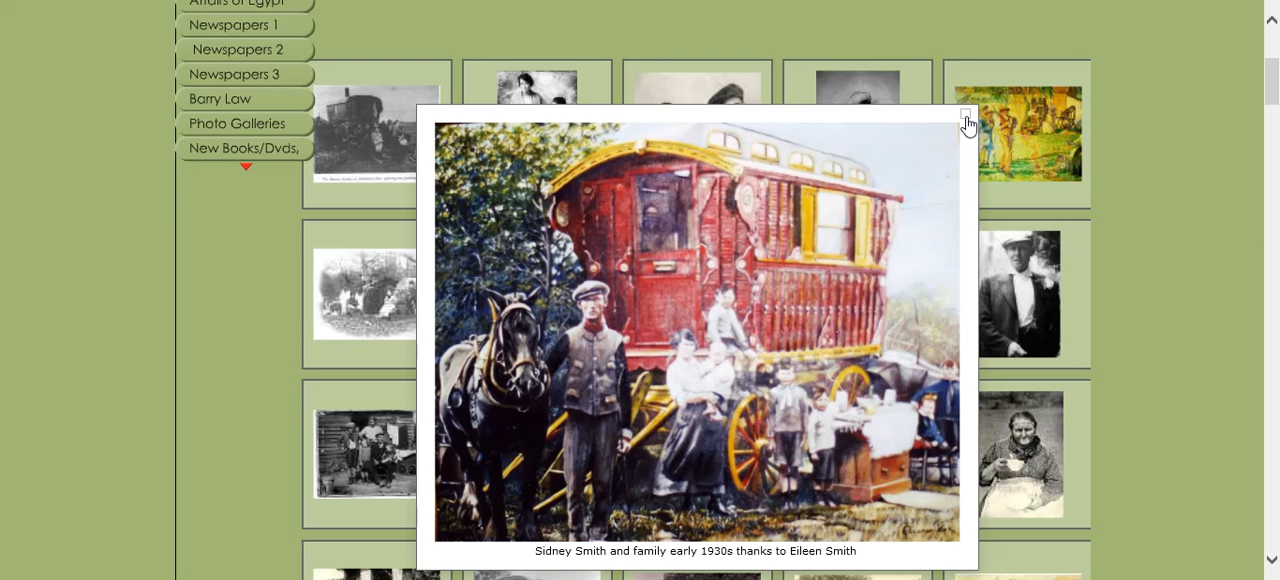 Affairs of Egypt
Newspapers 1
Newspapers 2
Newspapers 3
Barry Law
Photo Galleries
New Books/Dvds,
Sidney Smith and family early 1930s thanks to Eileen Smith